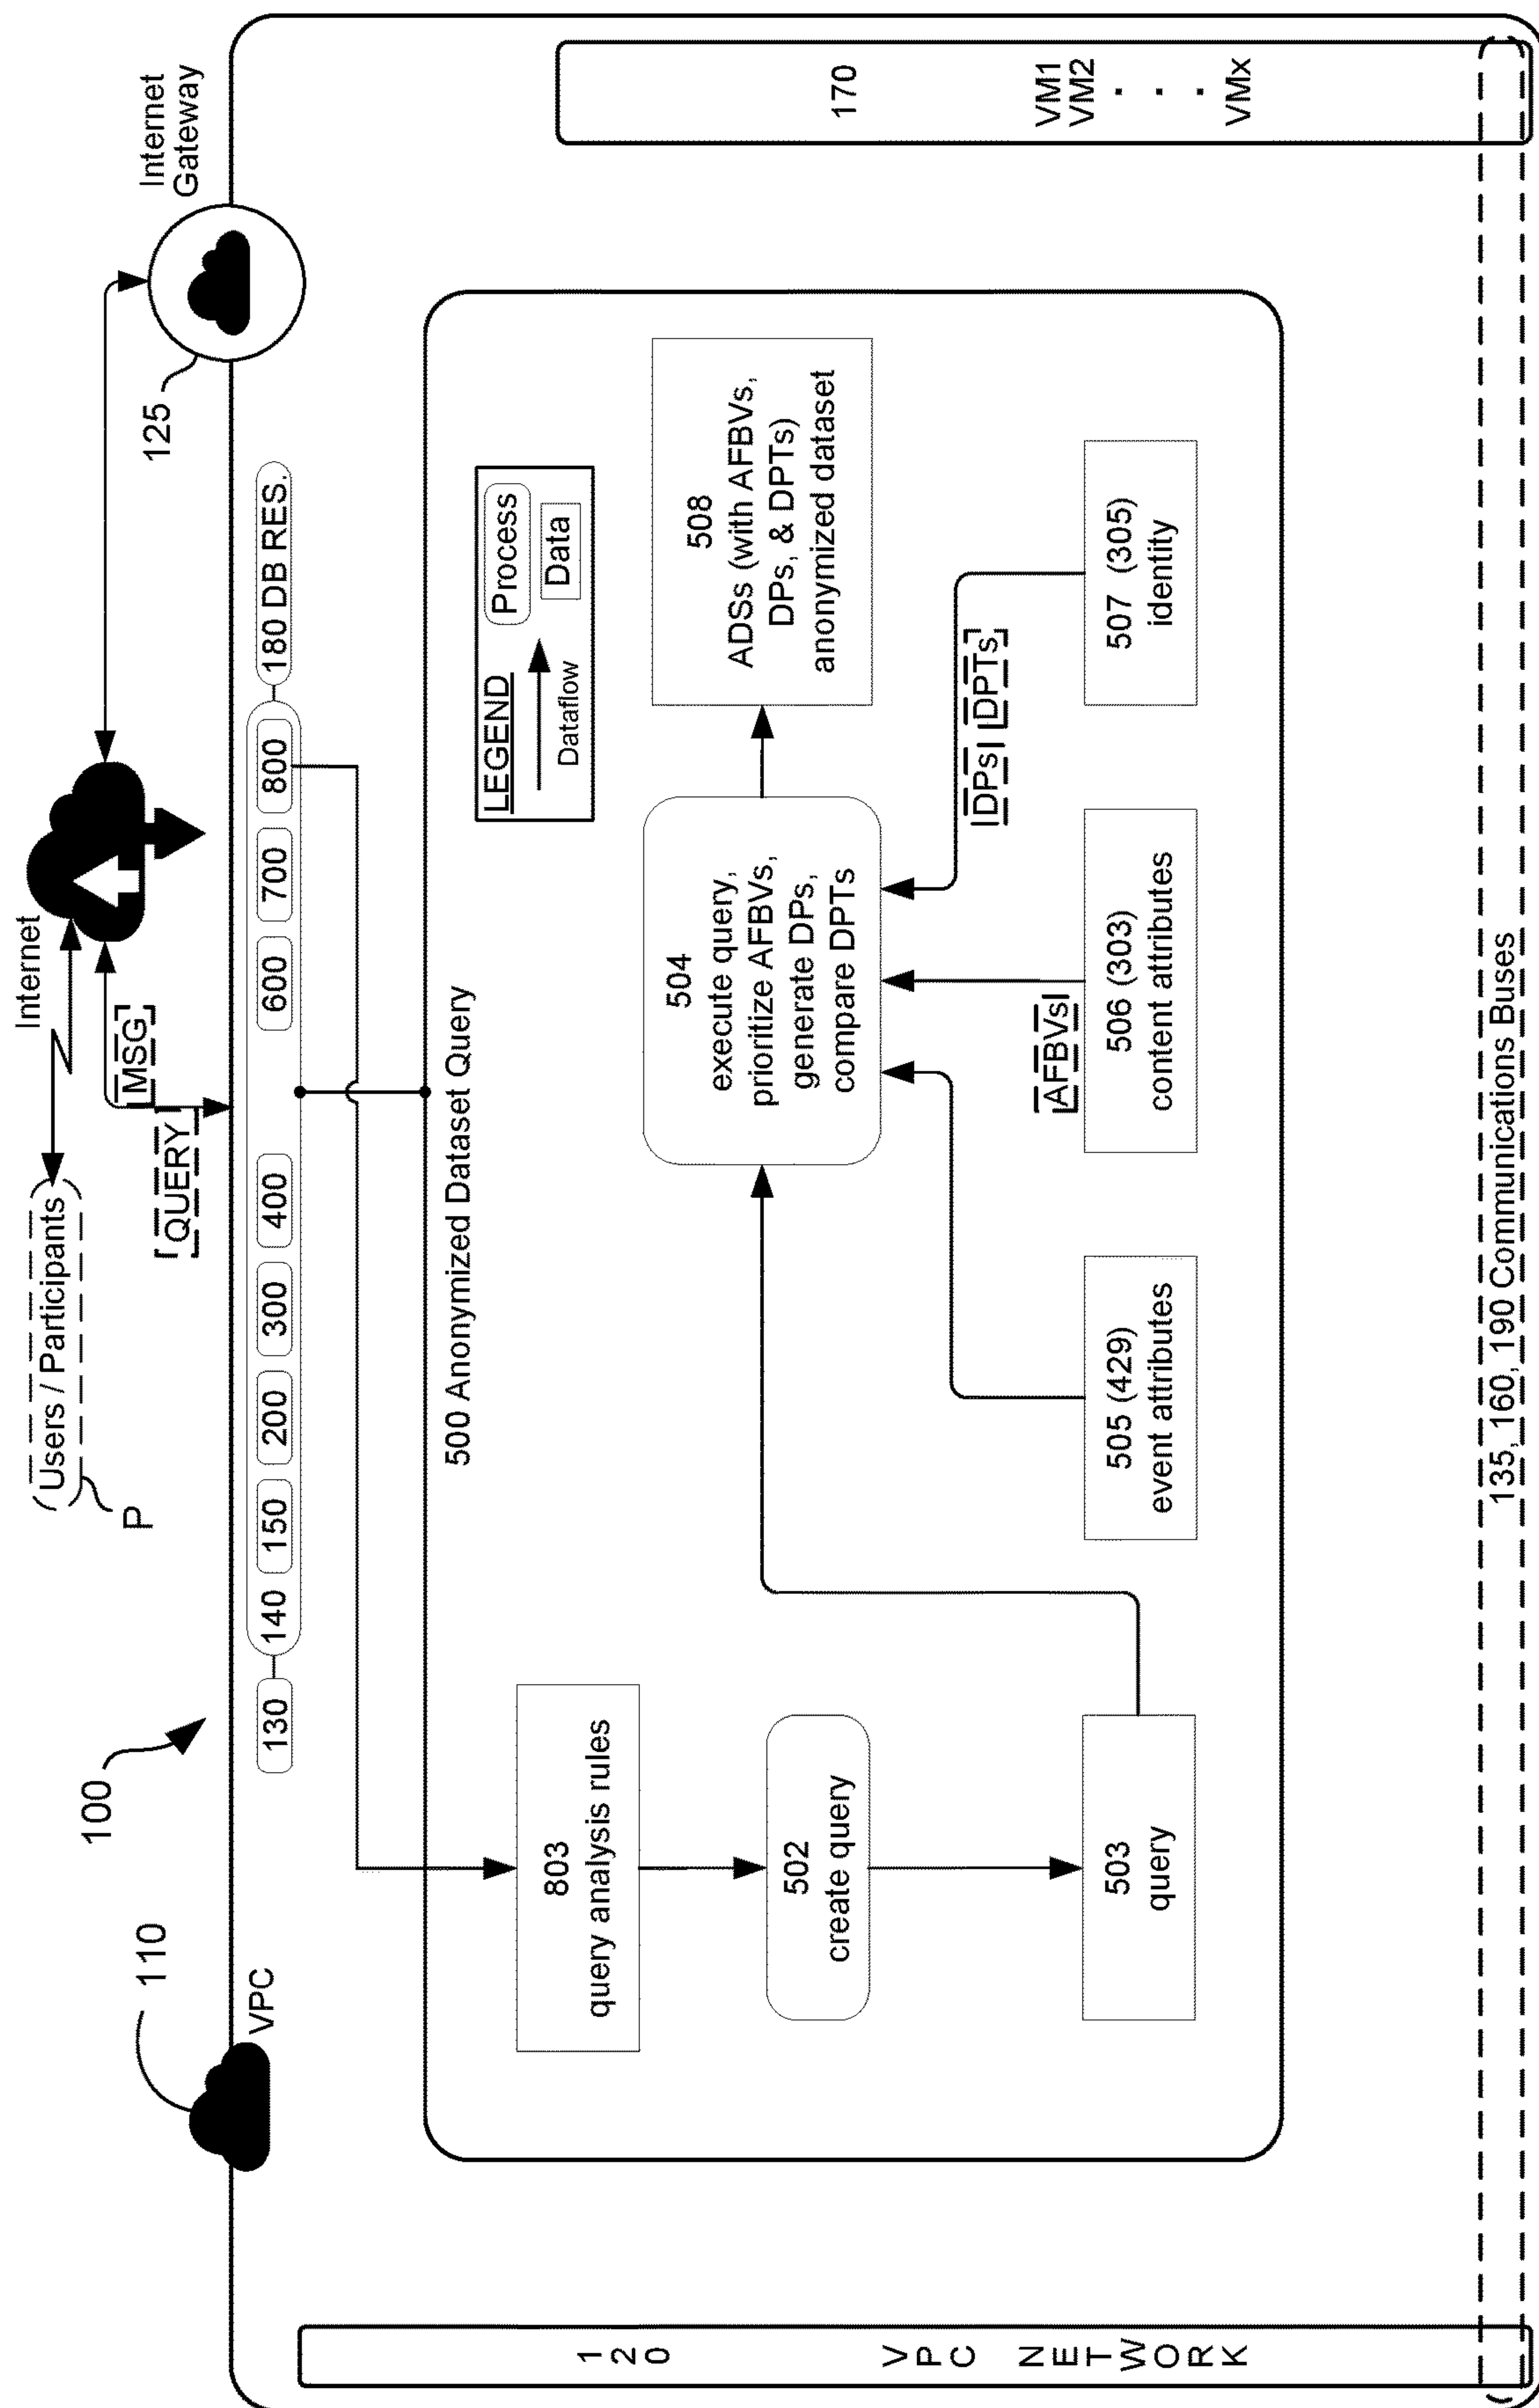 Users / Participants
P
Internet
MSG
QUERY
Internet
Gateway
125
100
110
VPC
130
140
150
200
300
400
600
700
800
180 DB RES.
500 Anonymized Dataset Query
LEGEND
Process
Dataflow
Data
803
query analysis rules
502
create query
503
query
504
execute query,
prioritize AFBVs,
generate DPs,
compare DPTs
508
ADSs (with AFBVs,
DPs, & DPTs)
anonymized dataset
AFBVs
DPs
DPTs
505 (429)
event attributes
506 (303)
content attributes
507 (305)
identity
120
VPC NETWORK
170
VM1
VM2
.
.
.
VMx
135, 160, 190 Communications Buses